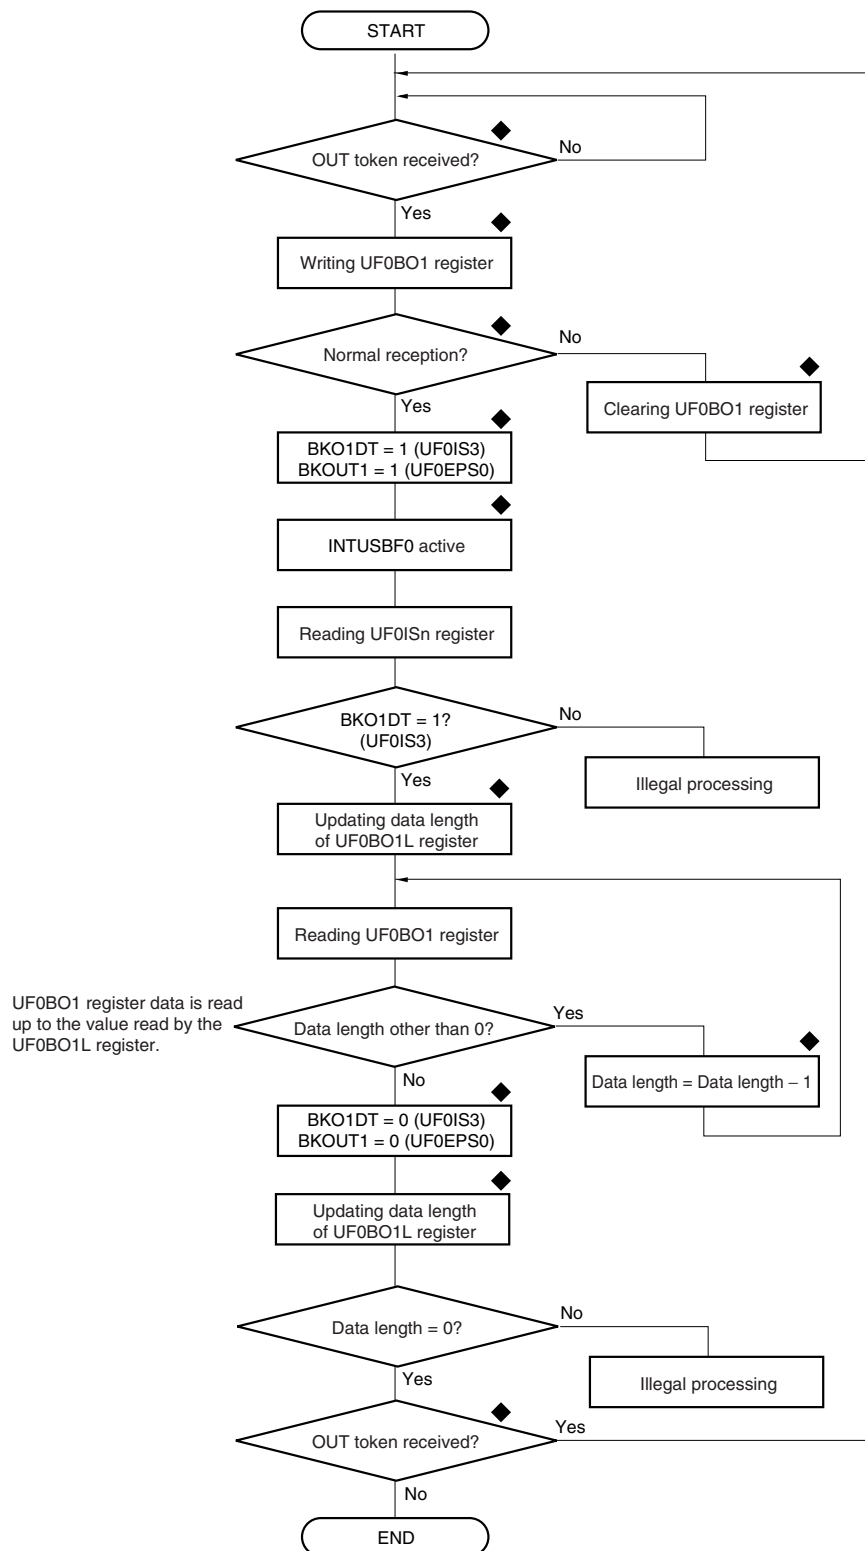 START
OUT token received?
No
Yes
Writing UF0BO1 register
Normal reception?
No
Yes
Clearing UF0BO1 register
BKO1DT = 1 (UF0IS3)
BKOUT1 = 1 (UF0EPS0)
INTUSBF0 active
Reading UF0ISn register
BKO1DT = 1?
(UF0IS3)
No
Yes
Illegal processing
Updating data length
of UF0BO1L register
Reading UF0BO1 register
UF0BO1 register data is read
up to the value read by the
UF0BO1L register.
Data length other than 0?
Yes
No
Data length = Data length – 1
BKO1DT = 0 (UF0IS3)
BKOUT1 = 0 (UF0EPS0)
Updating data length
of UF0BO1L register
Data length = 0?
No
Yes
Illegal processing
OUT token received?
Yes
No
END